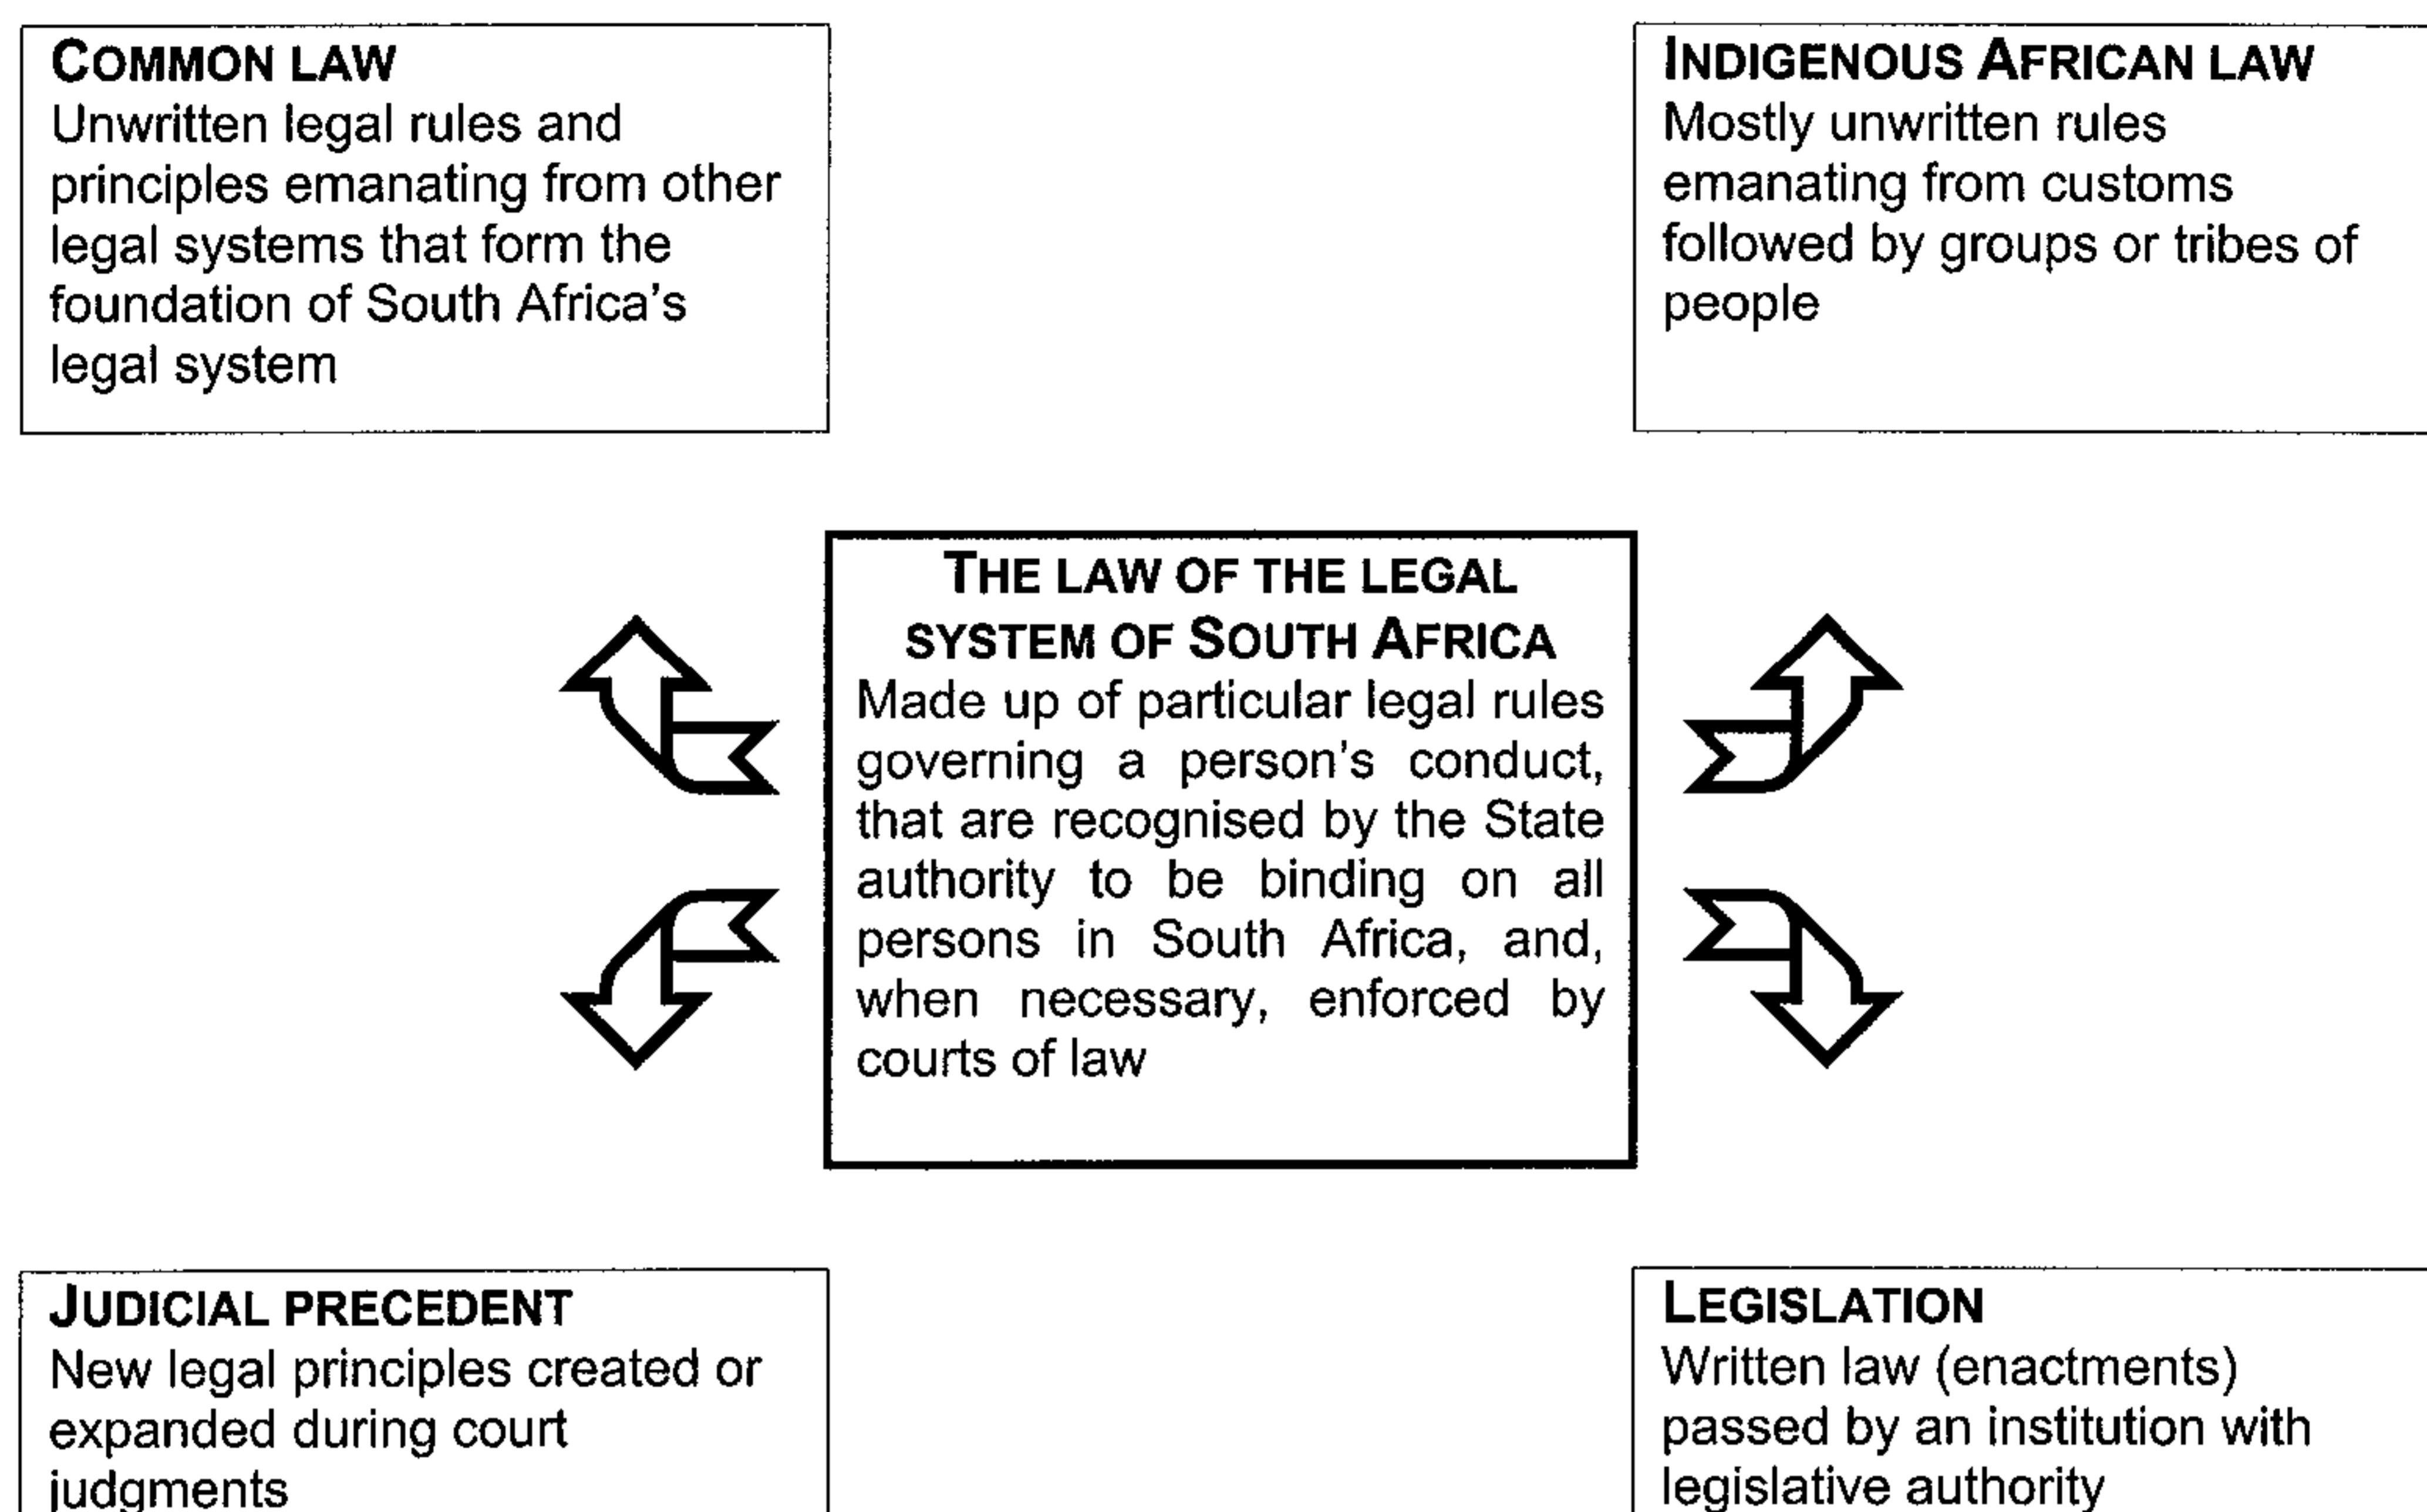 COMMON LAW
Unwritten legal rules and
principles emanating from other
legal systems that form the
foundation of South Africa's
legal system
INDIGENOUS AFRICAN LAW
Mostly unwritten rules
emanating from customs
followed by groups or tribes of
people
THE LAW OF THE LEGAL
SYSTEM OF SOUTH AFRICA
Made up of particular legal rules
governing a person's conduct,
that are recognised by the State
authority to be binding on all
persons in South Africa, and,
when necessary, enforced by
courts of law
JUDICIAL PRECEDENT
New legal principles created or
expanded during court
judgments
LEGISLATION
Written law (enactments)
passed by an institution with
legislative authority